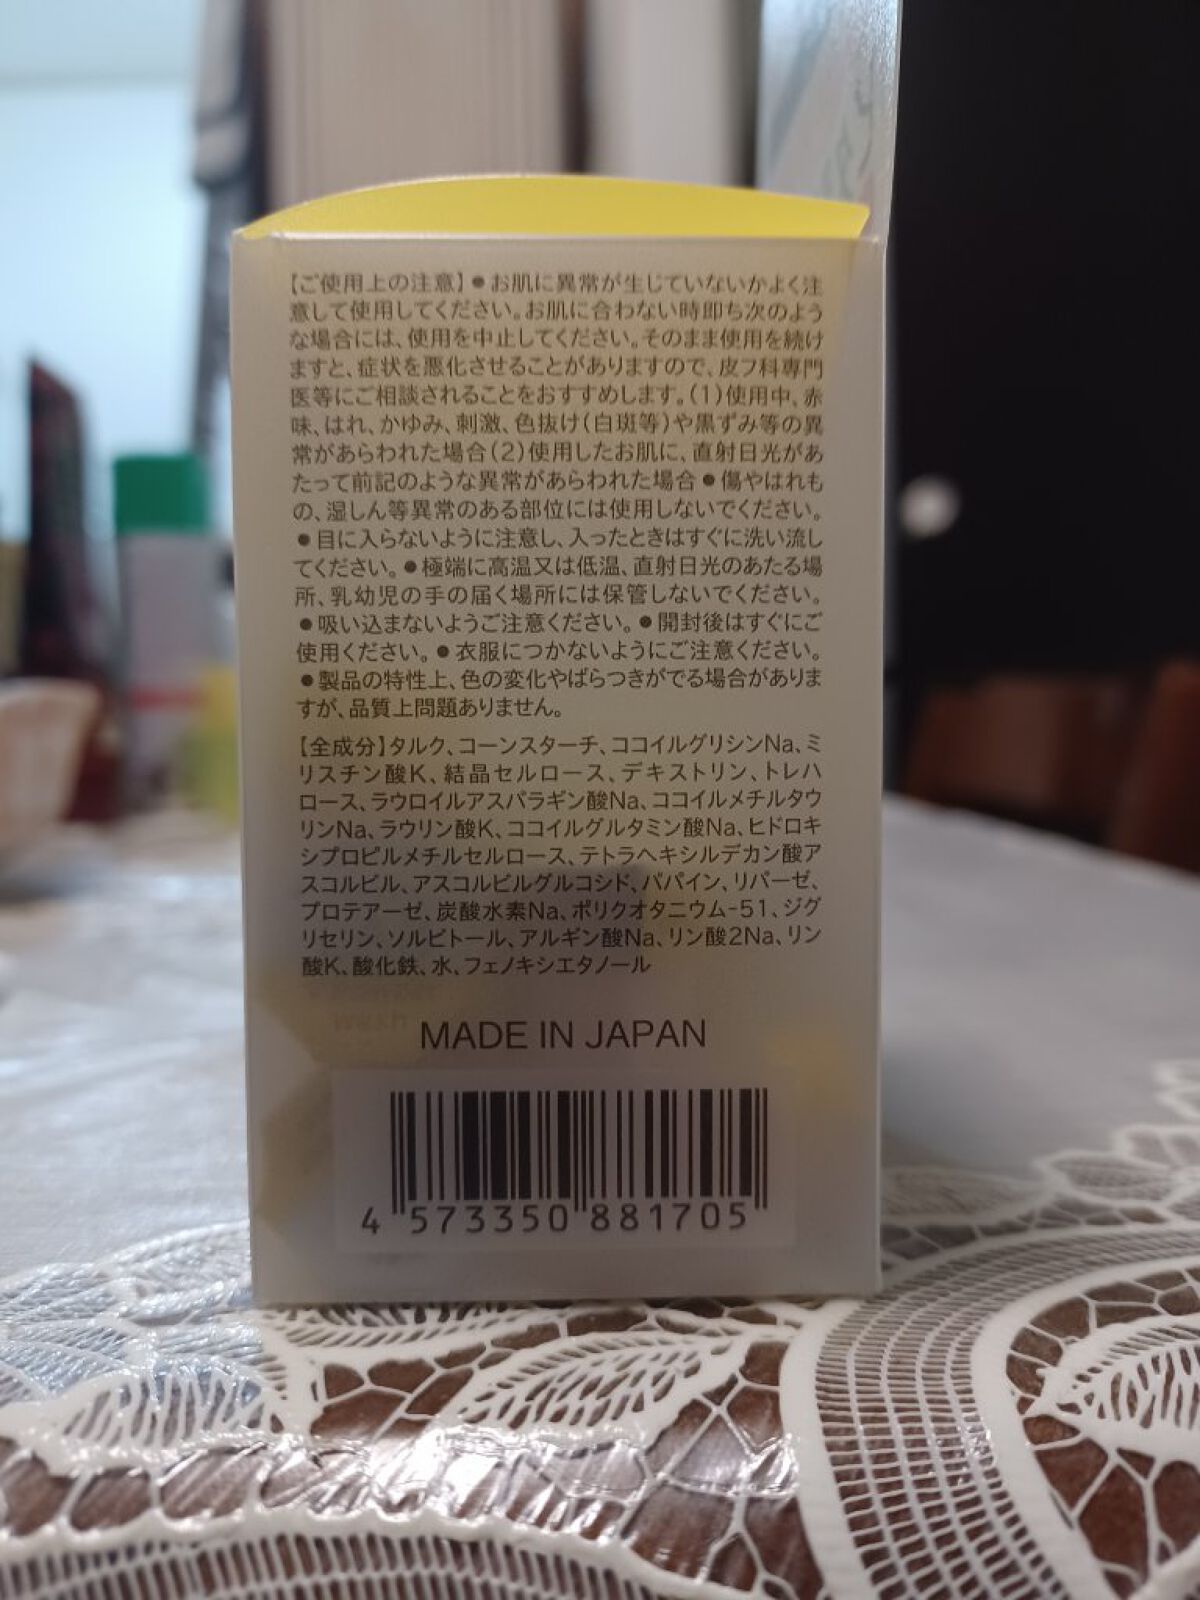 【ご使用上の注意】●お肌に異常が生じていないかよく注
意して使用してください。お肌に合わない時即ち次のよう
な場合には、使用を中止してください。そのまま使用を続け
ますと、症状を悪化させることがありますので、皮フ科専門
医等にご相談されることをおすすめします。(1)使用中、赤
味、はれ、かゆみ、刺激、色抜け(白斑等)や黒ずみ等の異
常があらわれた場合(2)使用したお肌に、直射日光があ
たって前記のような異常があらわれた場合●傷やはれも
の、湿しん等異常のある部位には使用しないでください。
●目に入らないように注意し、入ったときはすぐに洗い流し
てください。●極端に高温又は低温、直射日光のあたる場
所、乳幼児の手の届く場所には保管しないでください。
●吸い込まないようご注意ください。●開封後はすぐにご
使用ください。●衣服につかないようにご注意ください。
●製品の特性上、色の変化やばらつきがでる場合がありま
すが、品質上問題ありません。
【全成分】タルク、コーンスターチ、ココイルグリシンNa、ミ
リスチン酸K、結晶セルロース、デキストリン、トレハ
ロース、ラウロイルアスパラギン酸Na、ココイルメチルタウ
リンNa、ラウリン酸K、ココイルグルタミン酸Na、ヒドロキ
シプロピルメチルセルロース、テトラヘキシルデカン酸ア
スコルビル、アスコルビルグルコシド、パパイン、リパーゼ、
プロテアーゼ、炭酸水素Na、ポリクオタニウム-51、ジグ
リセリン、ソルビトール、アルギン酸Na、リン酸2Na、リン
酸K、酸化鉄、水、フェノキシエタノール
MADE IN JAPAN
4 573350 881705